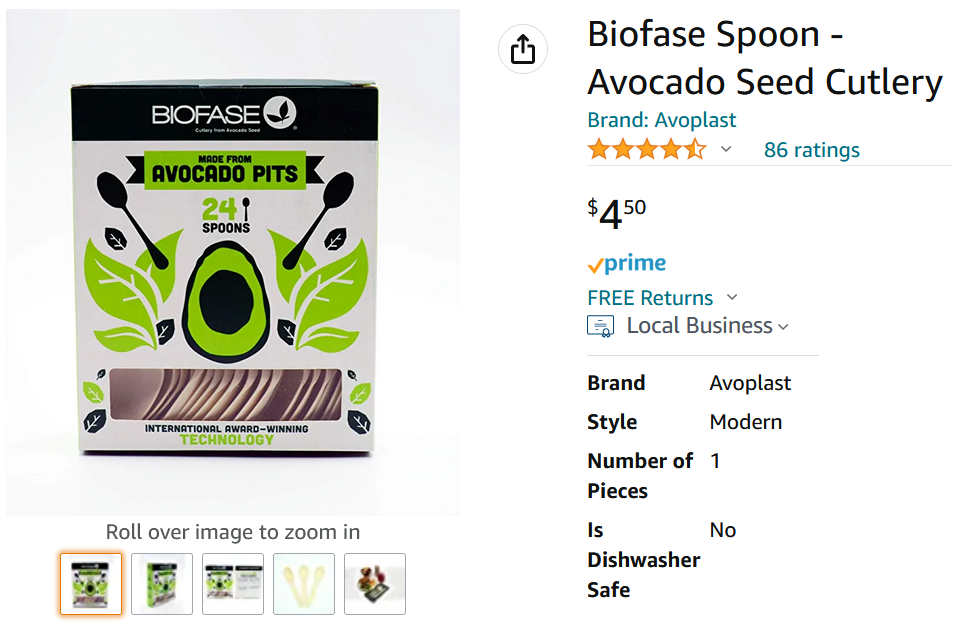 BIOFASE
Cutlery from Avocado Seed
MADE FROM
AVOCADO PITS
24
SPOONS
INTERNATIONAL AWARD-WINNING
TECHNOLOGY
Roll over image to zoom in
Biofase Spoon -
Avocado Seed Cutlery
Brand: Avoplast
86 ratings
$4.50
prime
FREE Returns
Local Business
Brand Avoplast
Style Modern
Number of 1
Pieces
Is No
Dishwasher
Safe